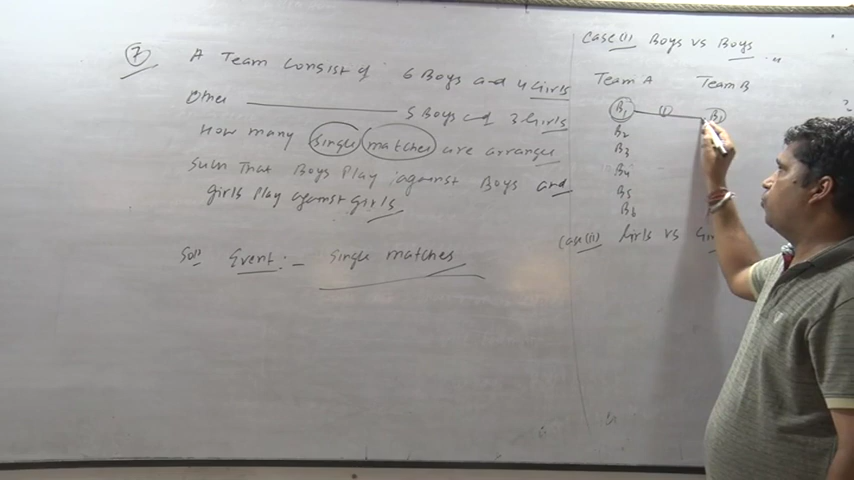 7 A Team consist of 6 Boys and 4 Girls
Other 5 Boys and 3 Girls
How many single matches are arrange
Such That Boys Play against Boys and
girls Play against girls
Soln Event :- Single matches
Case (i) Boys vs Boys
Team A Team B
B1 1 B1
B2
B3
B4
B5
B6
Case (ii) Girls vs